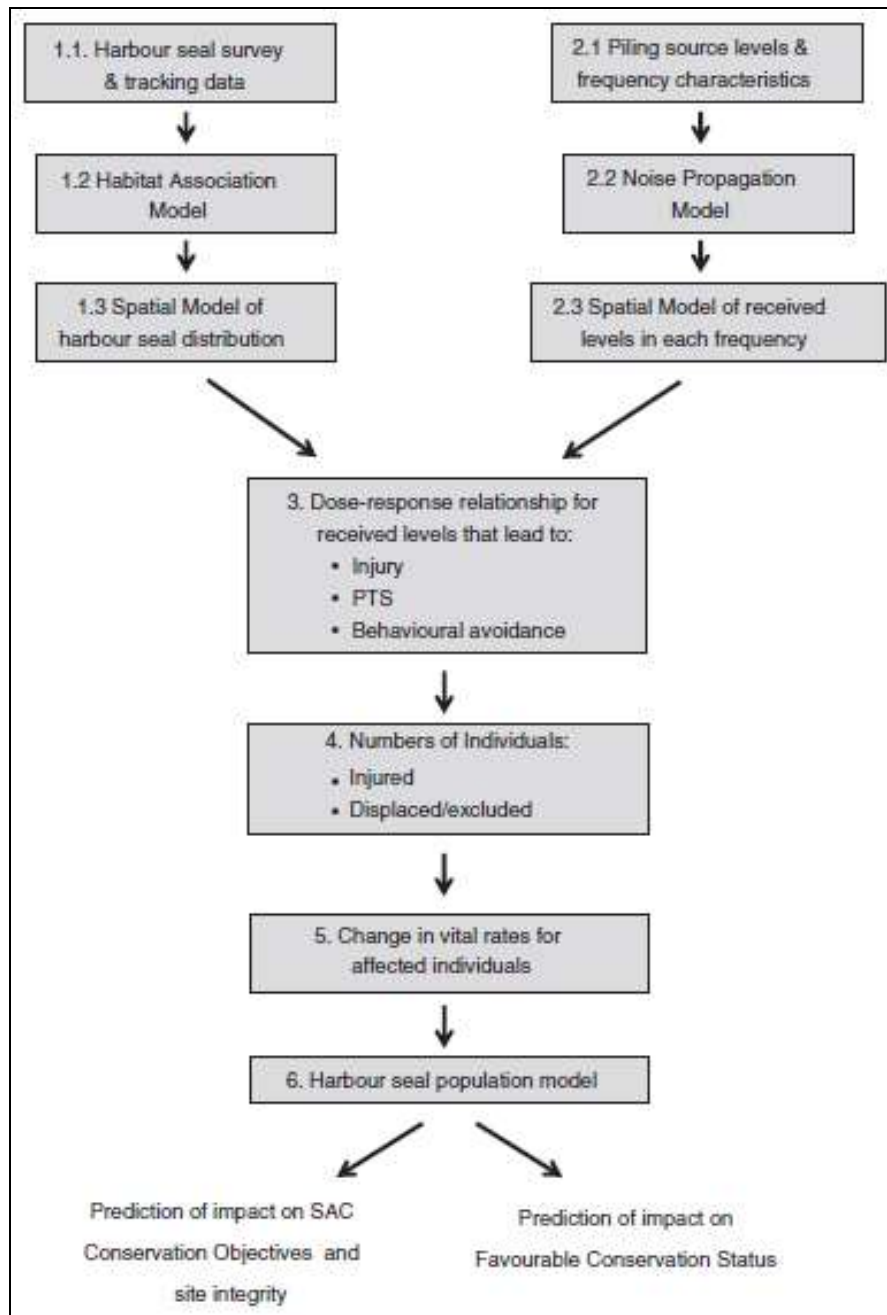 1.1. Harbour seal survey
& tracking data
2.1 Piling source levels &
frequency characteristics
1.2 Habitat Association
Model
2.2 Noise Propagation
Model
1.3 Spatial Model of
harbour seal distribution
2.3 Spatial Model of received
levels in each frequency
3. Dose-response relationship for
received levels that lead to:
• Injury
• PTS
• Behavioural avoidance
4. Numbers of Individuals:
• Injured
• Displaced/excluded
5. Change in vital rates for
affected individuals
6. Harbour seal population model
Prediction of impact on SAC
Conservation Objectives and
site integrity
Prediction of impact on
Favourable Conservation Status